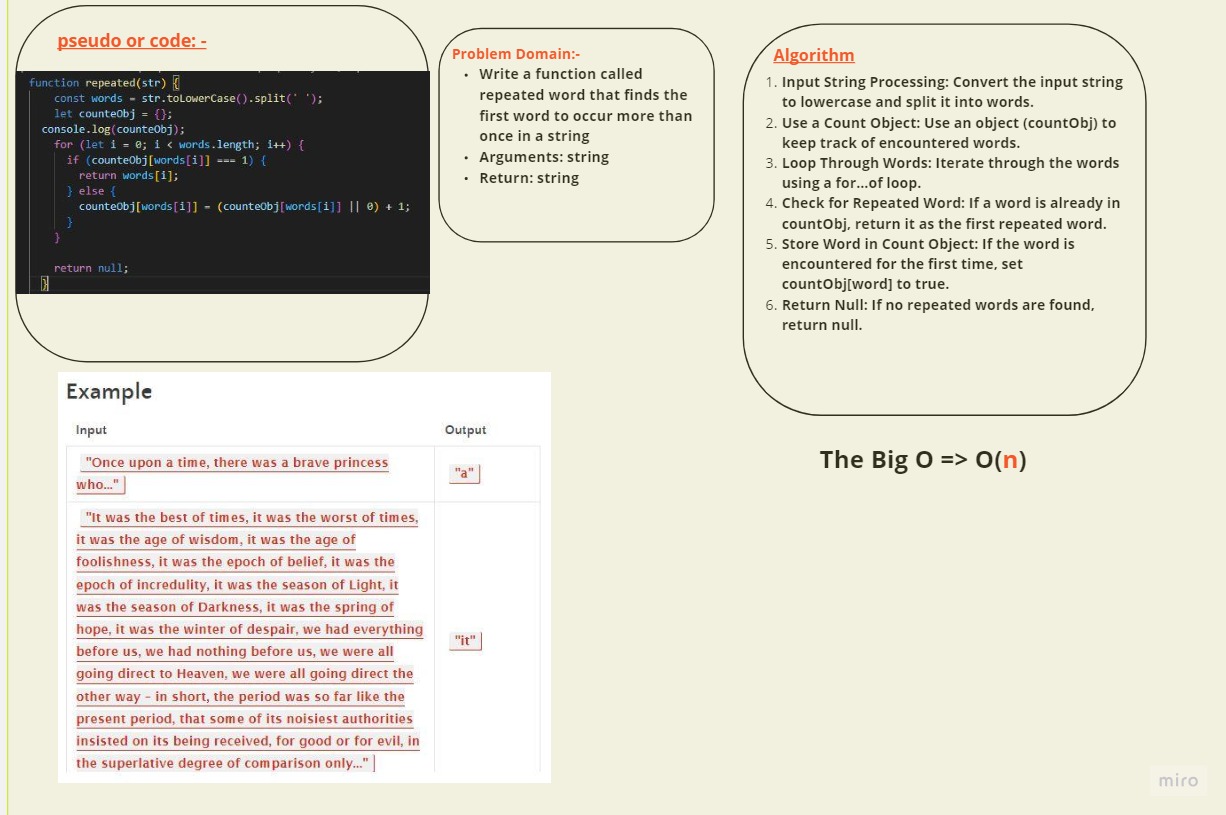 pseudo or code: -
function repeated(str) {
const words = str.toLowerCase().split(' ');
let counteObj = {};
console.log(counteObj);
for (let i = 0; i < words.length; i++) {
if (counteObj[words[i]] === 1) {
return words[i];
} else {
counteObj[words[i]] = (counteObj[words[i]] || 0) + 1;
}
}
return null;
}
Problem Domain:-
• Write a function called
repeated word that finds the
first word to occur more than
once in a string
• Arguments: string
• Return: string
Algorithm
1. Input String Processing: Convert the input string
to lowercase and split it into words.
2. Use a Count Object: Use an object (countObj) to
keep track of encountered words.
3. Loop Through Words: Iterate through the words
using a for...of loop.
4. Check for Repeated Word: If a word is already in
countObj, return it as the first repeated word.
5. Store Word in Count Object: If the word is
encountered for the first time, set
countObj[word] to true.
6. Return Null: If no repeated words are found,
return null.
Example
Input Output
"Once upon a time, there was a brave princess
who..."
"a"
"It was the best of times, it was the worst of times,
it was the age of wisdom, it was the age of
foolishness, it was the epoch of belief, it was the
epoch of incredulity, it was the season of Light, it
was the season of Darkness, it was the spring of
hope, it was the winter of despair, we had everything
before us, we had nothing before us, we were all
going direct to Heaven, we were all going direct the
other way – in short, the period was so far like the
present period, that some of its noisiest authorities
insisted on its being received, for good or for evil, in
the superlative degree of comparison only..."
"it"
The Big O => O(n)
miro